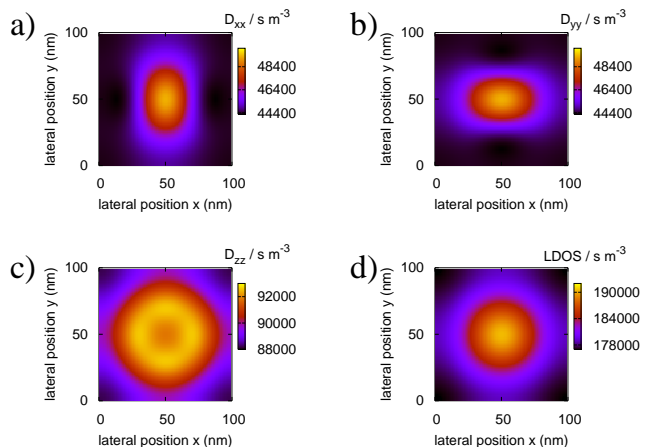 a)
D_xx / s m^-3
lateral position y (nm)
100
50
0
0 50 100
lateral position x (nm)
48400
46400
44400
b)
D_yy / s m^-3
lateral position y (nm)
100
50
0
0 50 100
lateral position x (nm)
48400
46400
44400
c)
D_zz / s m^-3
lateral position y (nm)
100
50
0
0 50 100
lateral position x (nm)
92000
90000
88000
d)
LDOS / s m^-3
lateral position y (nm)
100
50
0
0 50 100
lateral position x (nm)
190000
184000
178000